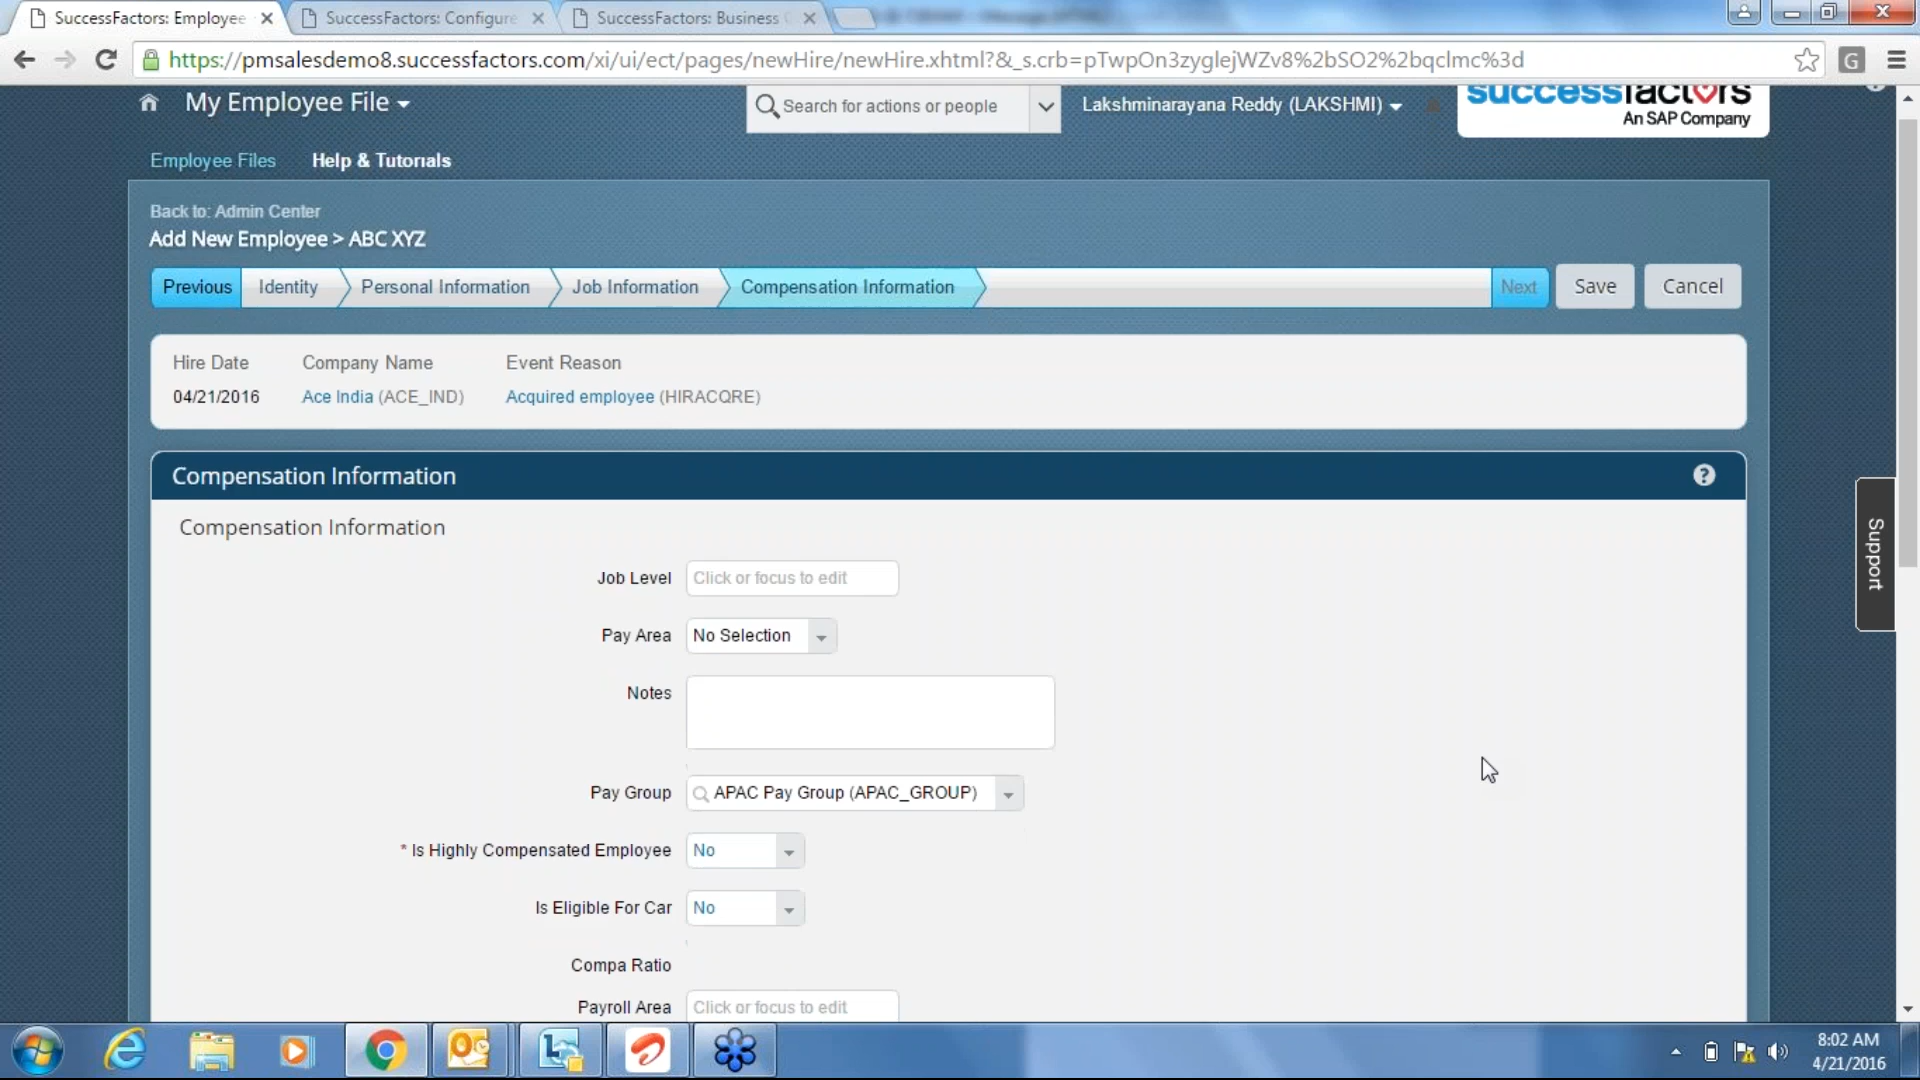 SuccessFactors: Employee
SuccessFactors: Configure
SuccessFactors: Business
https://pmsalesdemo8.successfactors.com/xi/ui/ect/pages/newHire/newHire.xhtml?&_s.crb=pTwpOn3zyglejWZv8%2bSO2%2bqclmc%3d
My Employee File
Search for actions or people
Lakshminarayana Reddy (LAKSHMI)
successfactors
An SAP Company
Employee Files
Help & Tutorials
Back to: Admin Center
Add New Employee > ABC XYZ
Previous
Identity
Personal Information
Job Information
Compensation Information
Next
Save
Cancel
Hire Date
Company Name
Event Reason
04/21/2016
Ace India (ACE_IND)
Acquired employee (HIRACQRE)
Compensation Information
Compensation Information
Job Level Click or focus to edit
Pay Area No Selection
Notes
Pay Group APAC Pay Group (APAC_GROUP)
* Is Highly Compensated Employee No
Is Eligible For Car No
Compa Ratio
Payroll Area Click or focus to edit
Support
8:02 AM
4/21/2016